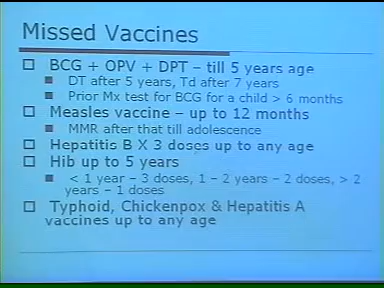 Missed Vaccines
BCG + OPV + DPT – till 5 years age
DT after 5 years, Td after 7 years
Prior Mx test for BCG for a child > 6 months
Measles vaccine – up to 12 months
MMR after that till adolescence
Hepatitis B X 3 doses up to any age
Hib up to 5 years
< 1 year – 3 doses, 1 – 2 years – 2 doses, > 2
years – 1 doses
Typhoid, Chickenpox & Hepatitis A
vaccines up to any age